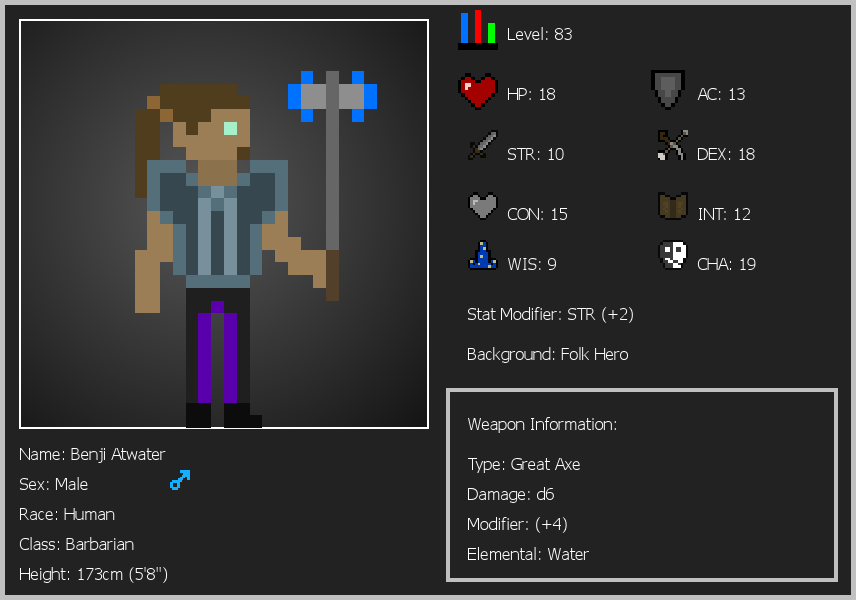 Level: 83
HP: 18
AC: 13
STR: 10
DEX: 18
CON: 15
INT: 12
WIS: 9
CHA: 19
Stat Modifier: STR (+2)
Background: Folk Hero
Weapon Information:
Type: Great Axe
Damage: d6
Modifier: (+4)
Elemental: Water
Name: Benji Atwater
Sex: Male
Race: Human
Class: Barbarian
Height: 173cm (5'8")